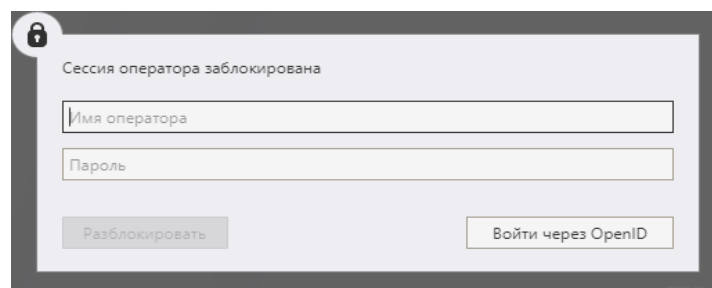 Сессия оператора заблокирована
Имя оператора
Пароль
Разблокировать
Войти через OpenID